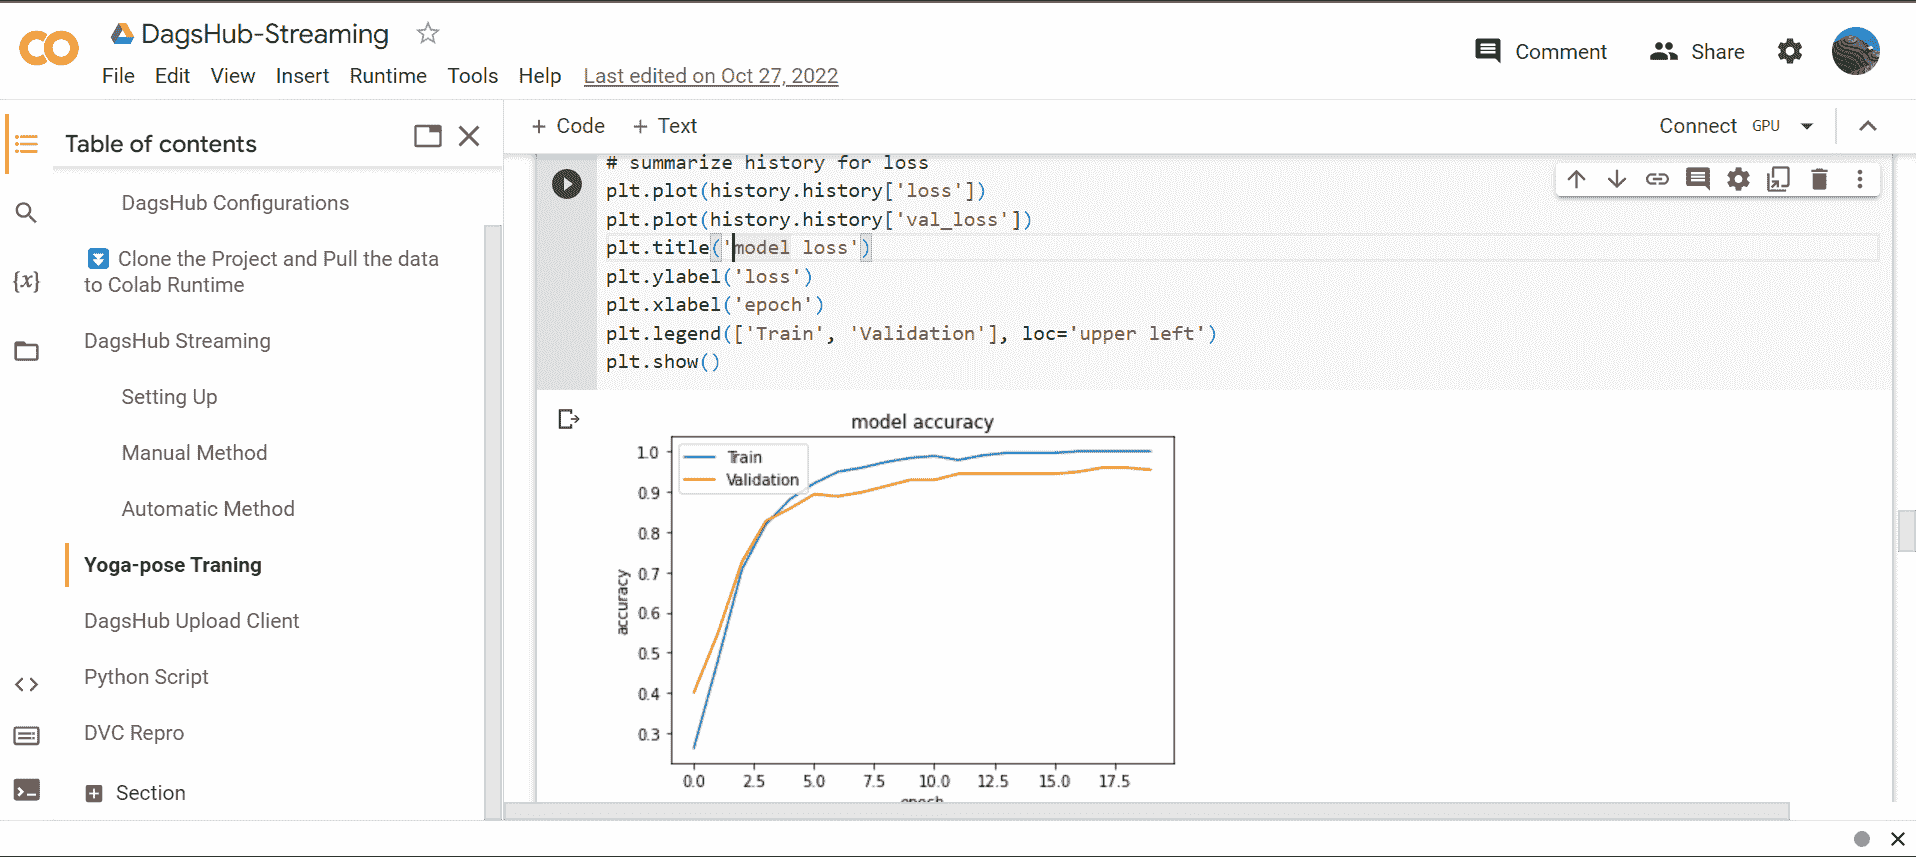 DagsHub-Streaming
File Edit View Insert Runtime Tools Help Last edited on Oct 27, 2022
Comment Share
Table of contents
DagsHub Configurations
Clone the Project and Pull the data
to Colab Runtime
DagsHub Streaming
Setting Up
Manual Method
Automatic Method
Yoga-pose Traning
DagsHub Upload Client
Python Script
DVC Repro
Section
+ Code + Text
Connect GPU
# summarize history for loss
plt.plot(history.history['loss'])
plt.plot(history.history['val_loss'])
plt.title('model loss')
plt.ylabel('loss')
plt.xlabel('epoch')
plt.legend(['Train', 'Validation'], loc='upper left')
plt.show()
model accuracy
Train
Validation
accuracy
1.0
0.9
0.8
0.7
0.6
0.5
0.4
0.3
0.0 2.5 5.0 7.5 10.0 12.5 15.0 17.5
epoch